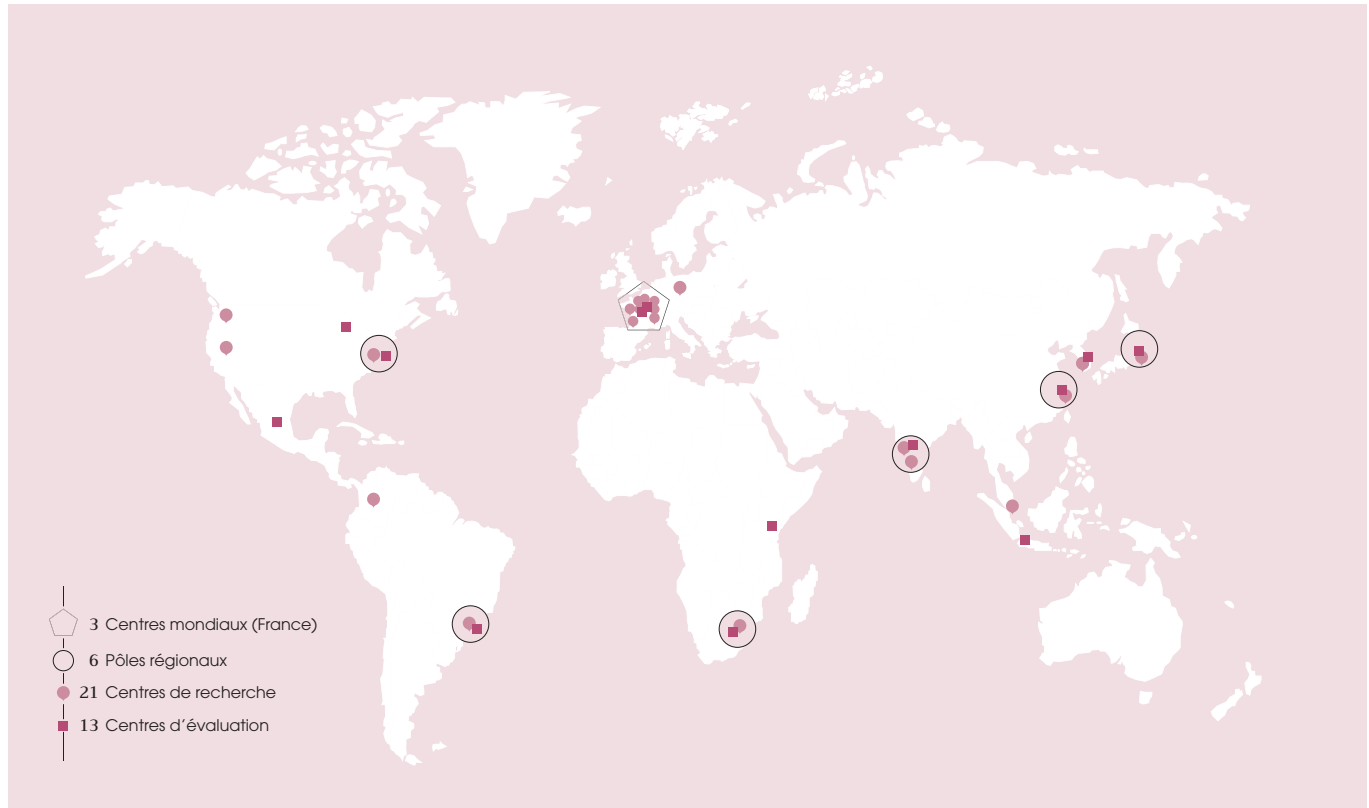 3 Centres mondiaux (France)
6 Pôles régionaux
21 Centres de recherche
13 Centres d’évaluation